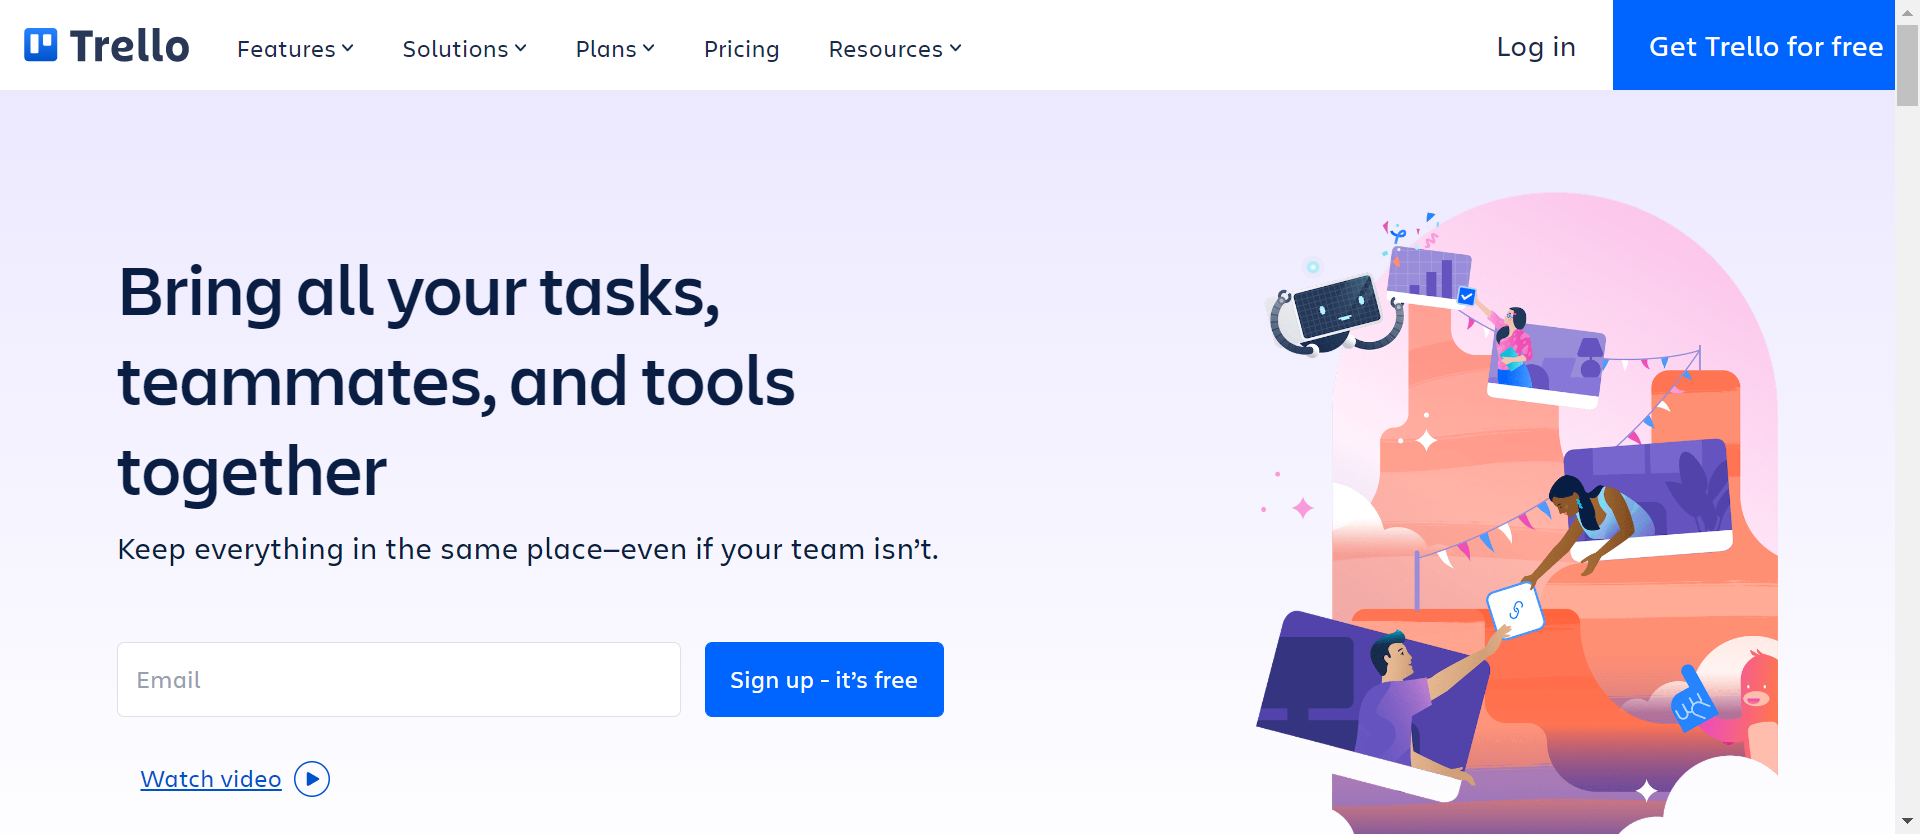 Trello Features Solutions Plans Pricing Resources Log in Get Trello for free
Bring all your tasks,
teammates, and tools
together
Keep everything in the same place–even if your team isn’t.
Email Sign up - it’s free
Watch video